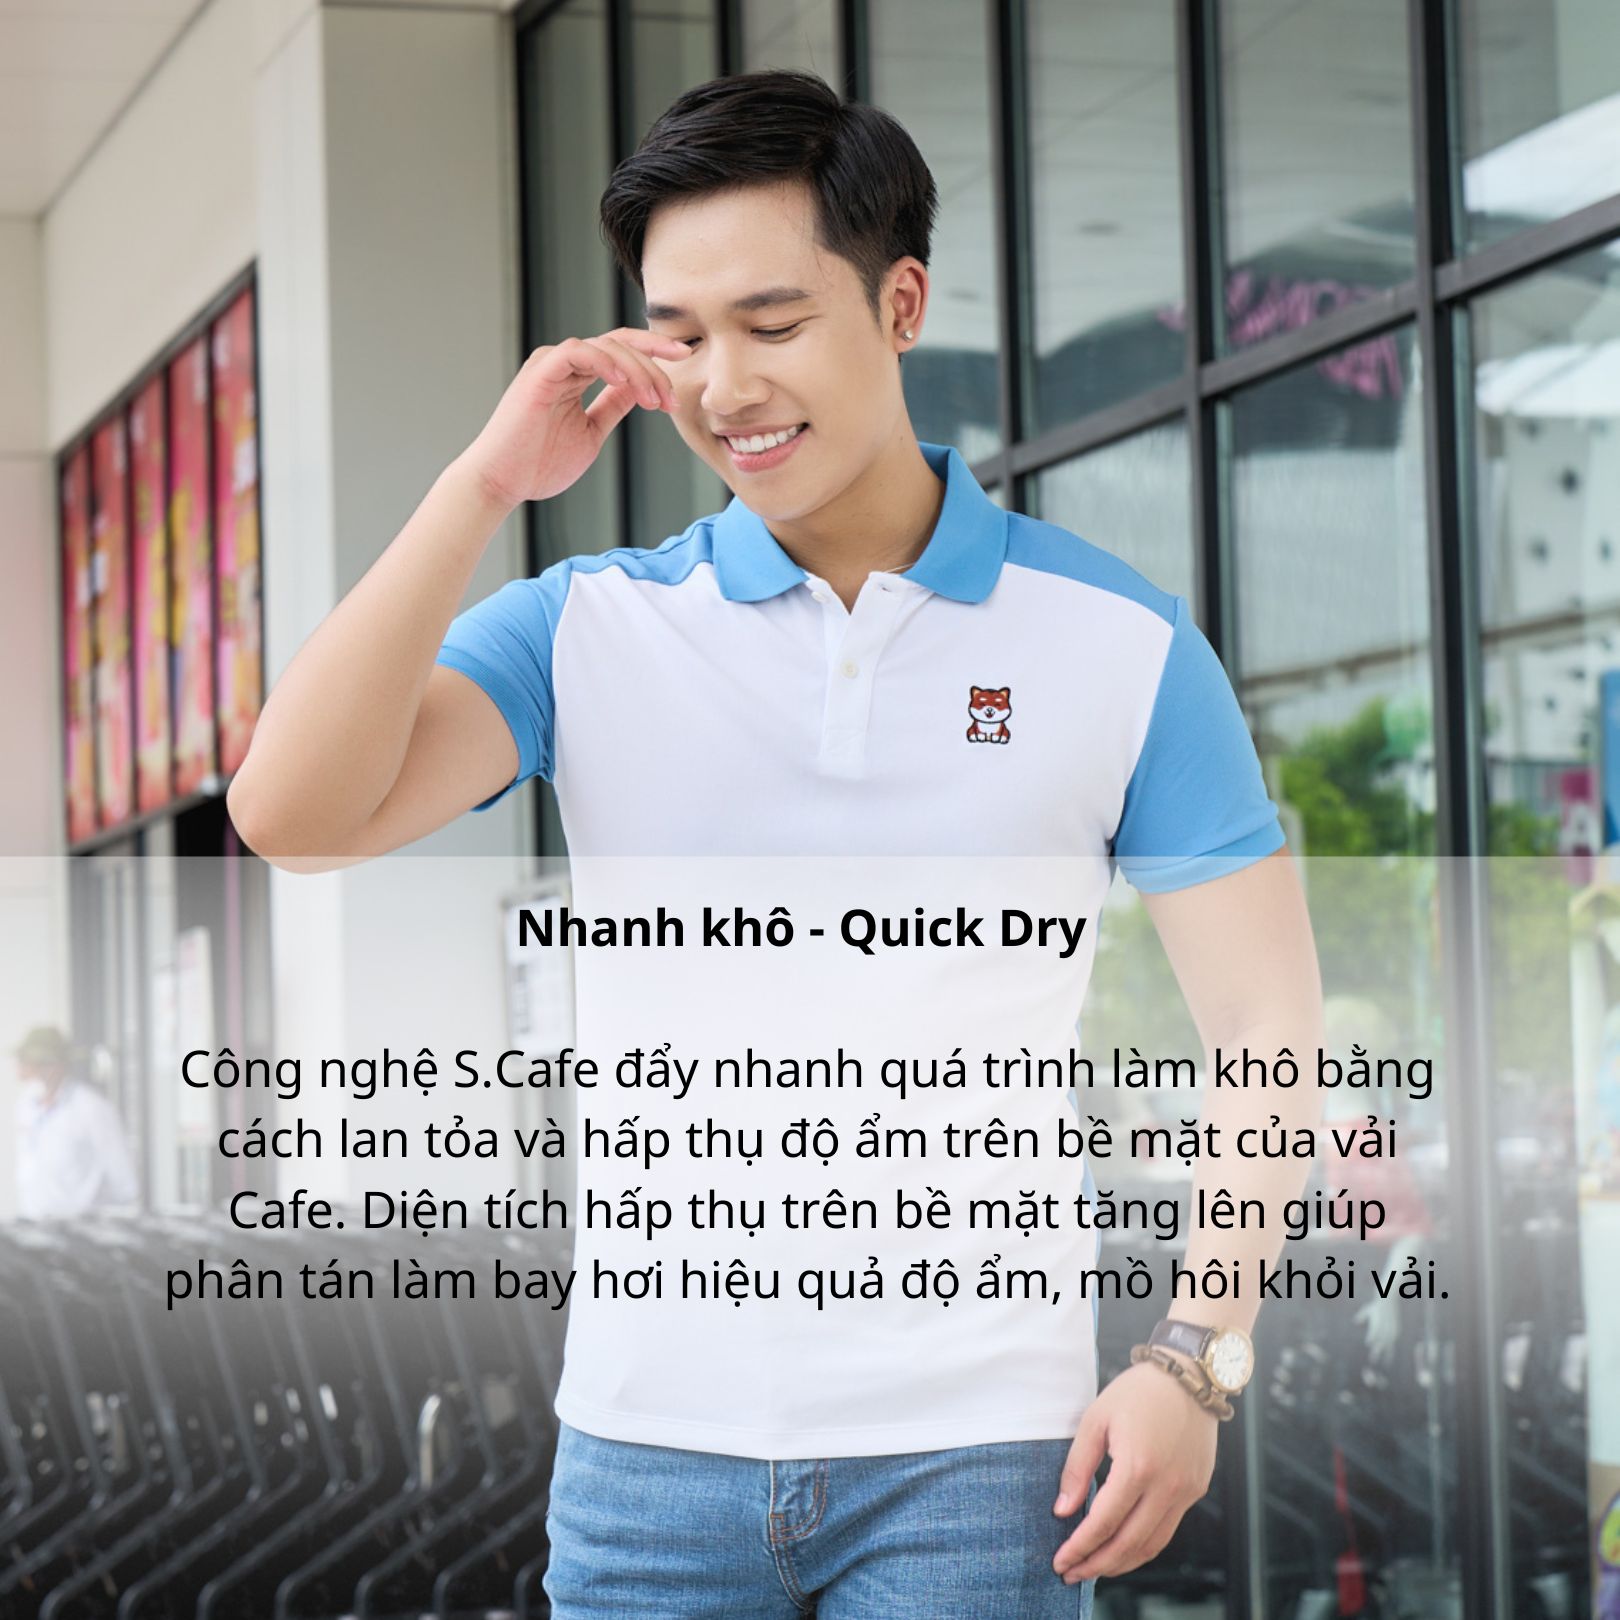 Nhanh khô - Quick Dry
Công nghệ S.Cafe đẩy nhanh quá trình làm khô bằng
cách lan tỏa và hấp thụ độ ẩm trên bề mặt của vải
Cafe. Diện tích hấp thụ trên bề mặt tăng lên giúp
phân tán làm bay hơi hiệu quả độ ẩm, mồ hôi khỏi vải.